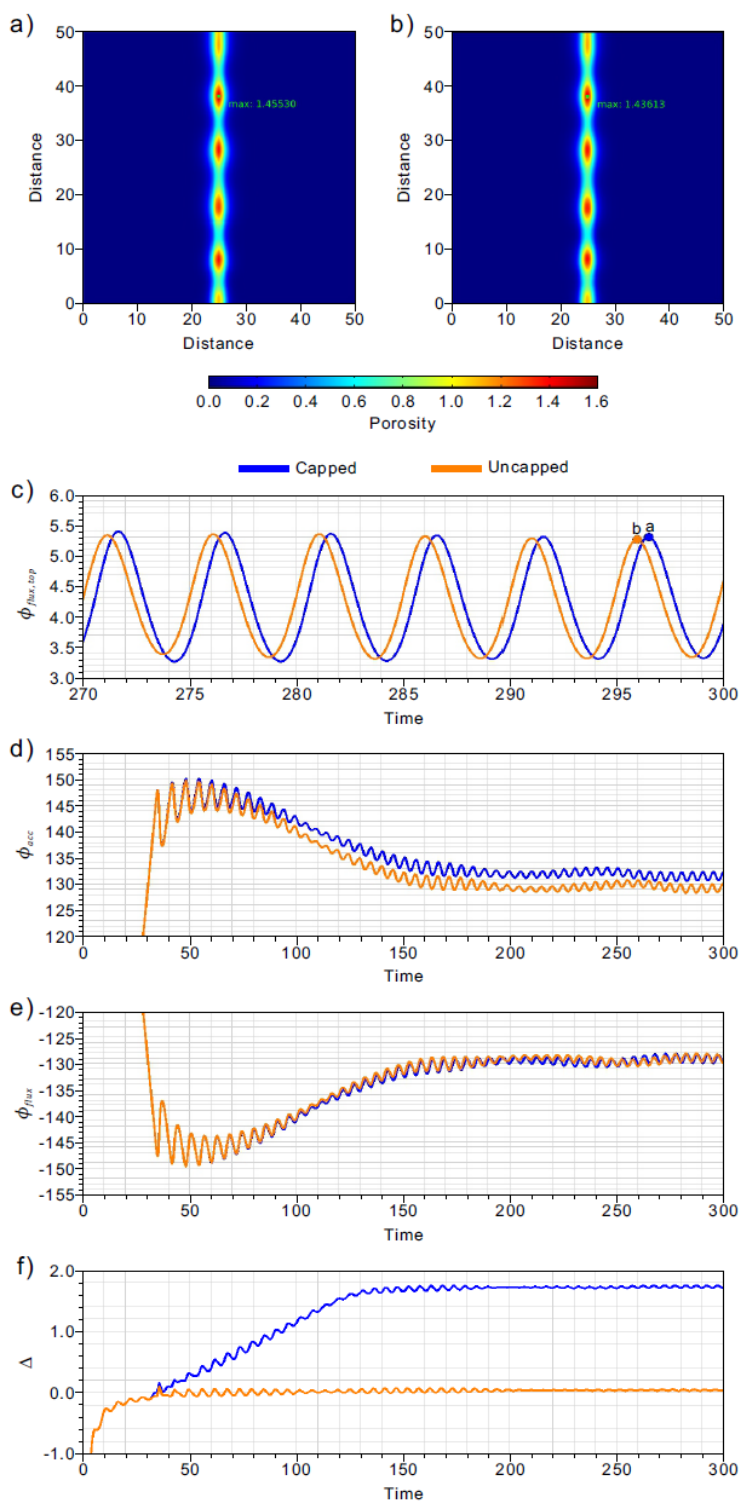 a) b)
50 50
40 40
max: 1.45530 max: 1.43613
30 30
Distance Distance
20 20
10 10
0 0
0 10 20 30 40 50 0 10 20 30 40 50
Distance Distance
0.0 0.2 0.4 0.6 0.8 1.0 1.2 1.4 1.6
Porosity
Capped Uncapped
c)
6.0
5.5
b a
5.0
4.5
ϕflux,top
4.0
3.5
3.0
270 275 280 285 290 295 300
Time
d)
155
150
145
140
ϕacc
135
130
125
120
0 50 100 150 200 250 300
Time
e)
-120
-125
-130
-135
ϕflux
-140
-145
-150
-155
0 50 100 150 200 250 300
Time
f)
2.0
1.0
Δ
0.0
-1.0
0 50 100 150 200 250 300
Time